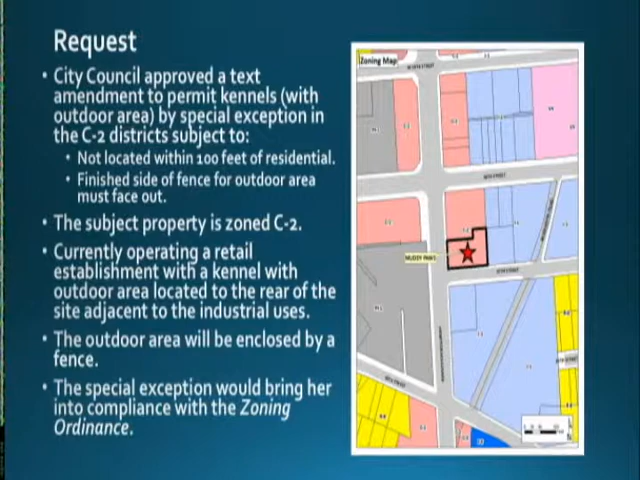 Request
• City Council approved a text
amendment to permit kennels (with
outdoor area) by special exception in
the C-2 districts subject to:
• Not located within 100 feet of residential.
• Finished side of fence for outdoor area
must face out.
• The subject property is zoned C-2.
• Currently operating a retail
establishment with a kennel with
outdoor area located to the rear of the
site adjacent to the industrial uses.
• The outdoor area will be enclosed by a
fence.
• The special exception would bring her
into compliance with the Zoning
Ordinance.
Zoning Map
MUDDY PAWS